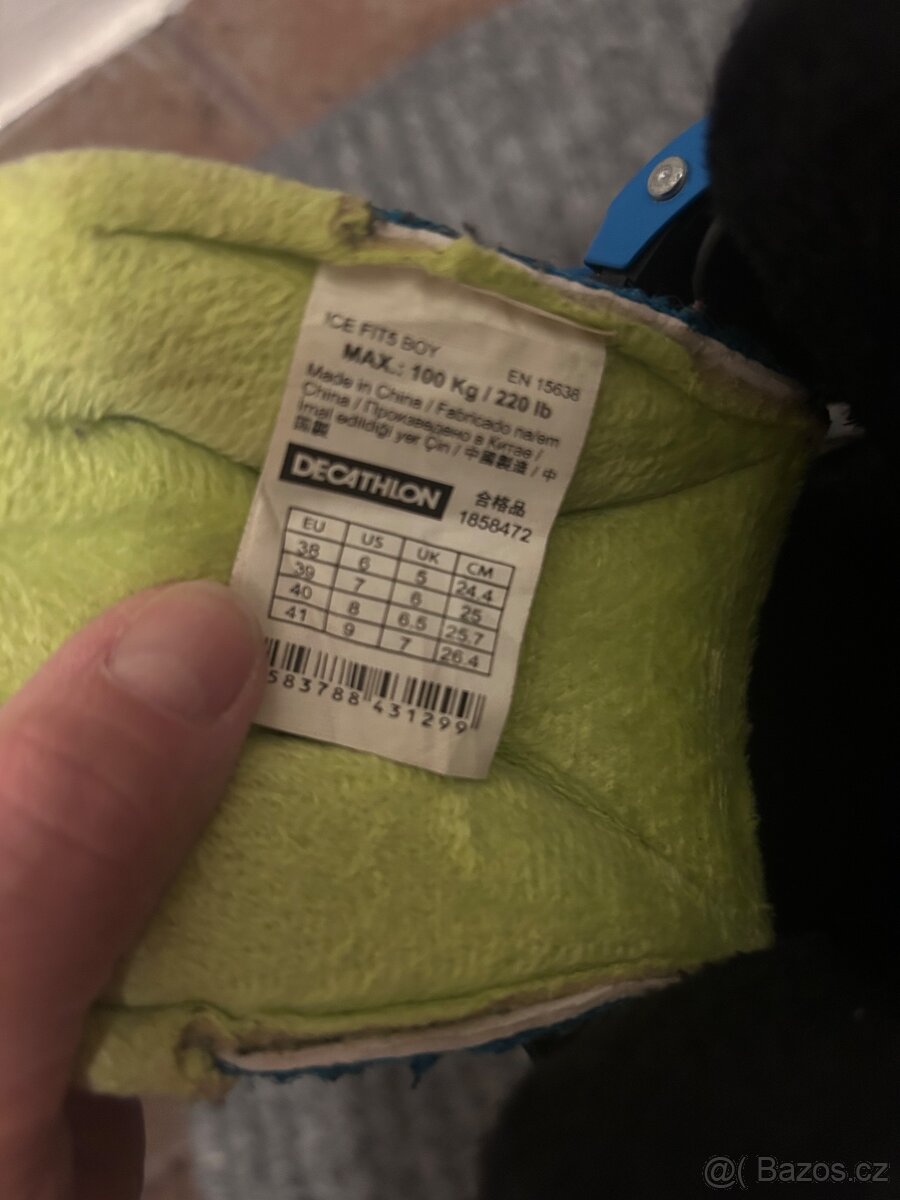 ICE FIT5 BOY
EN 15638
MAX.: 100 Kg / 220 lb
Made in China / Fabricado na/em
China / Произведено в Китае /
İmal edildiği yer Çin / 中國製造 / 中
国製
DECATHLON
合格品
1858472
EU US UK CM
38 6 5 24.4
39 7 6 25
40 8 6.5 25.7
41 9 7 26.4
583788 431299
@( Bazos.cz